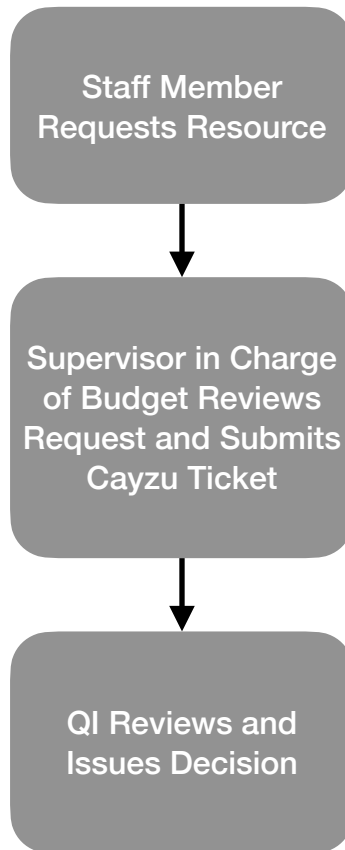 Staff Member
Requests Resource
Supervisor in Charge
of Budget Reviews
Request and Submits
Cayzu Ticket
QI Reviews and
Issues Decision